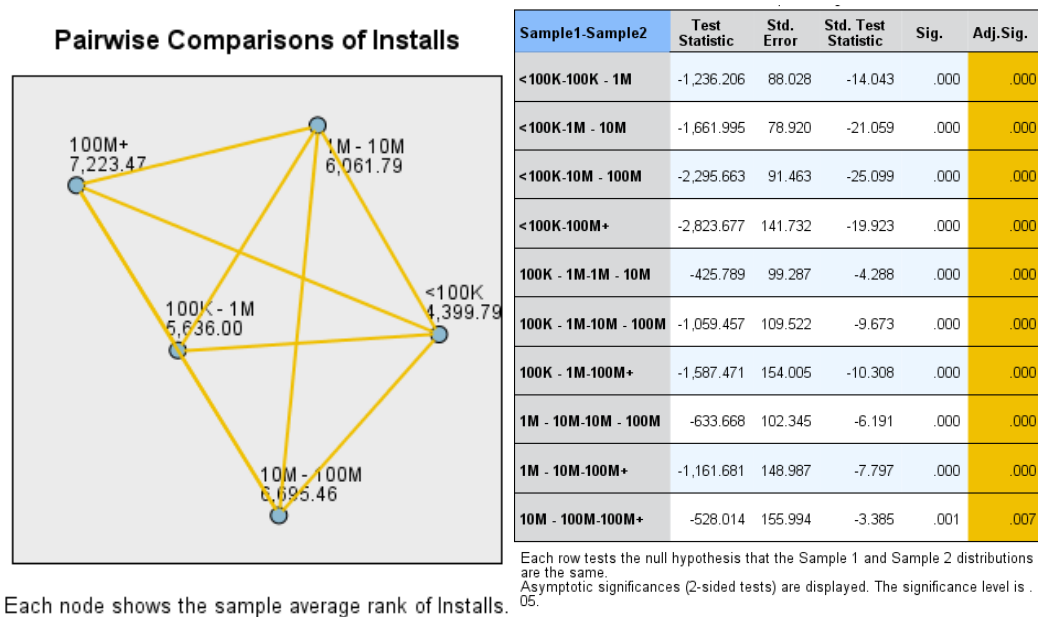 Pairwise Comparisons of Installs
100M+
7,223.47
1M - 10M
6,061.79
100K - 1M
5,636.00
<100K
4,399.79
10M - 100M
6,695.46
Each node shows the sample average rank of Installs.
Sample1-Sample2 Test Statistic Std. Error Std. Test Statistic Sig. Adj.Sig.
<100K-100K - 1M -1,236.206 88.028 -14.043 .000 .000
<100K-1M - 10M -1,661.995 78.920 -21.059 .000 .000
<100K-10M - 100M -2,295.663 91.463 -25.099 .000 .000
<100K-100M+ -2,823.677 141.732 -19.923 .000 .000
100K - 1M-1M - 10M -425.789 99.287 -4.288 .000 .000
100K - 1M-10M - 100M -1,059.457 109.522 -9.673 .000 .000
100K - 1M-100M+ -1,587.471 154.005 -10.308 .000 .000
1M - 10M-10M - 100M -633.668 102.345 -6.191 .000 .000
1M - 10M-100M+ -1,161.681 148.987 -7.797 .000 .000
10M - 100M-100M+ -528.014 155.994 -3.385 .001 .007
Each row tests the null hypothesis that the Sample 1 and Sample 2 distributions
are the same.
Asymptotic significances (2-sided tests) are displayed. The significance level is .
05.